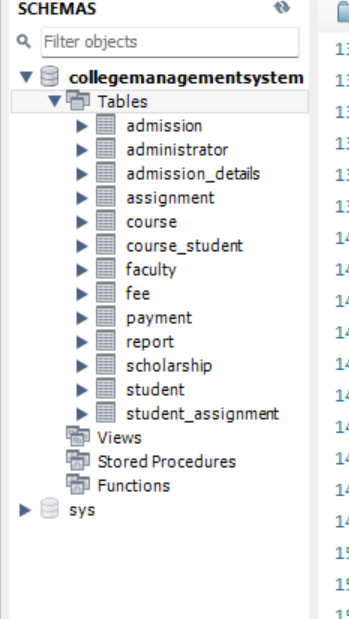 SCHEMAS
Filter objects
collegemanagementsystem
Tables
admission
administrator
admission_details
assignment
course
course_student
faculty
fee
payment
report
scholarship
student
student_assignment
Views
Stored Procedures
Functions
sys